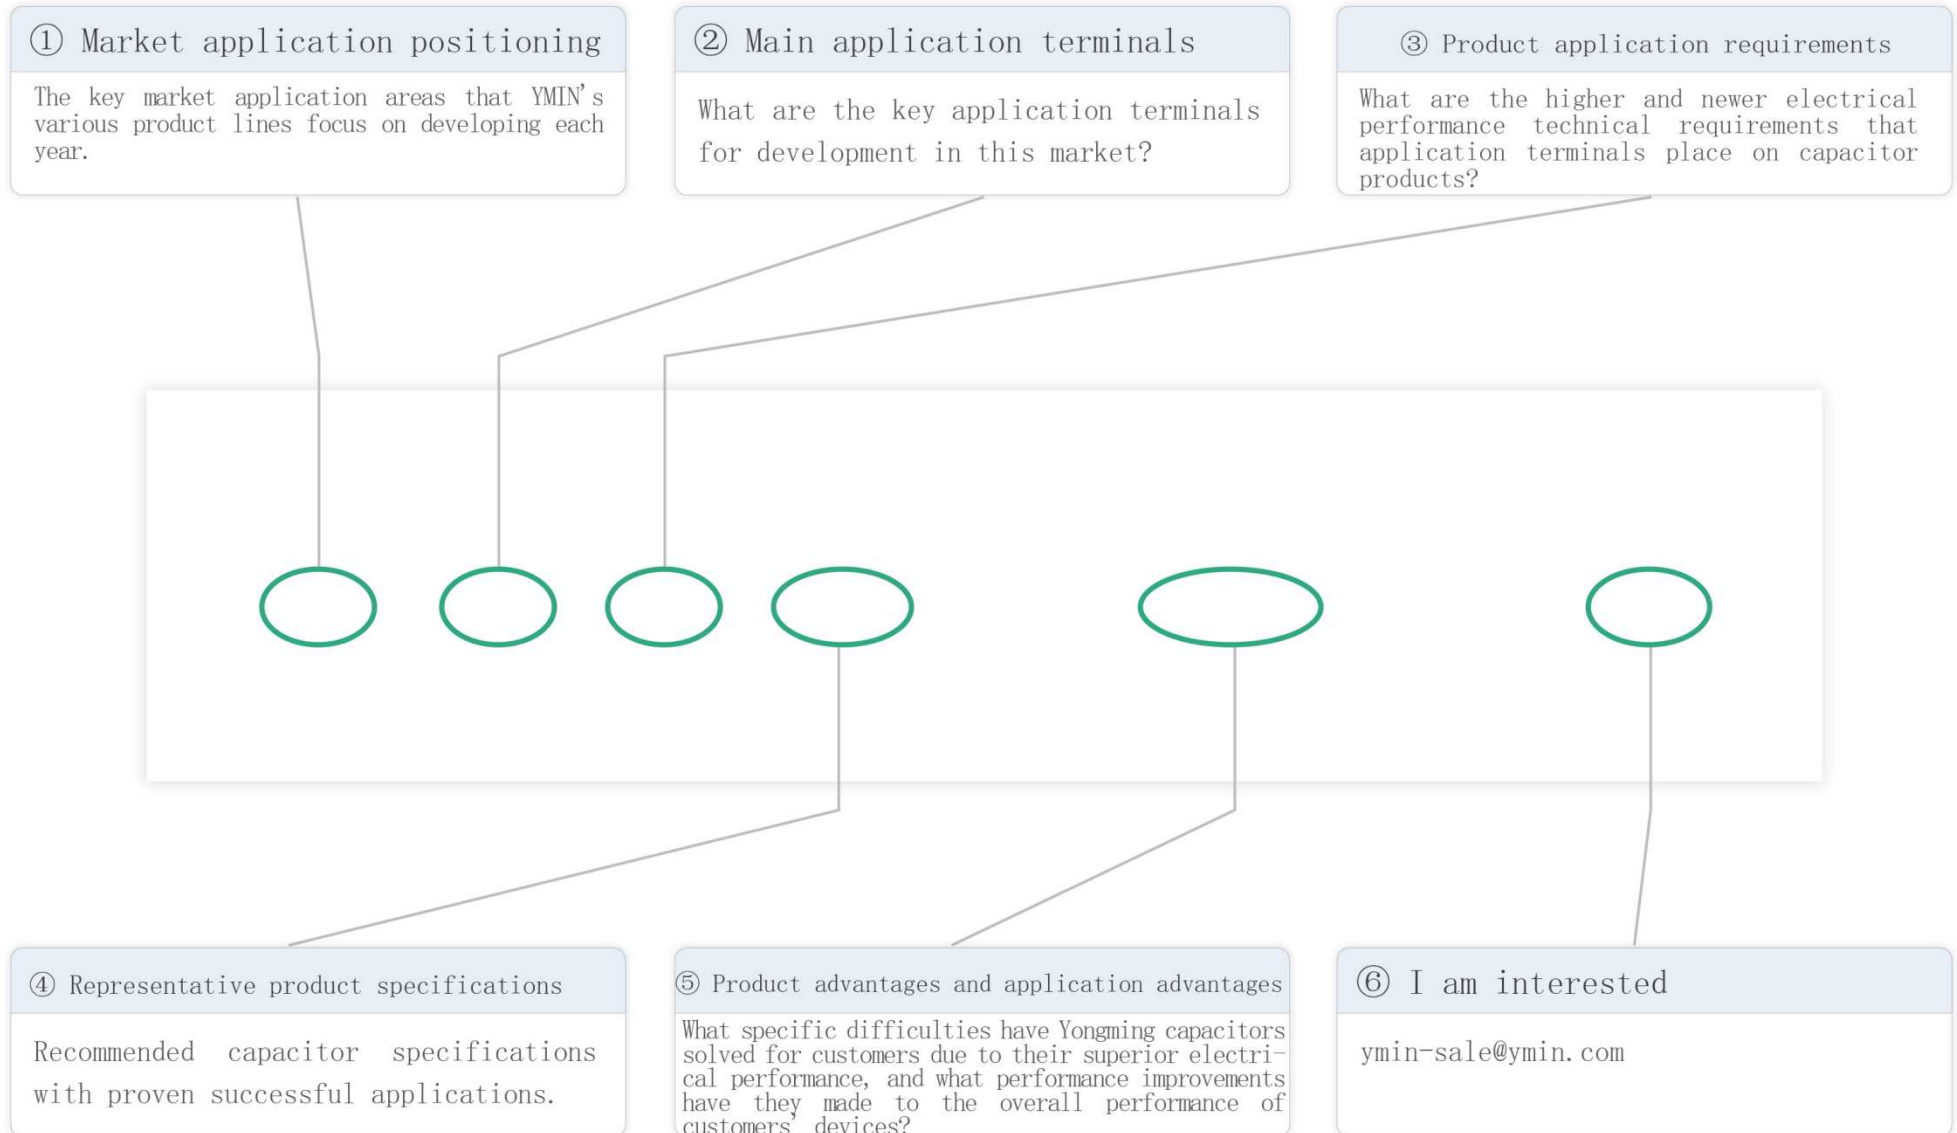 ① Market application positioning
The key market application areas that YMIN's
various product lines focus on developing each
year.
② Main application terminals
What are the key application terminals
for development in this market?
③ Product application requirements
What are the higher and newer electrical
performance technical requirements that
application terminals place on capacitor
products?
④ Representative product specifications
Recommended capacitor specifications
with proven successful applications.
⑤ Product advantages and application advantages
What specific difficulties have Yongming capacitors
solved for customers due to their superior electri-
cal performance, and what performance improvements
have they made to the overall performance of
customers' devices?
⑥ I am interested
ymin-sale@ymin.com